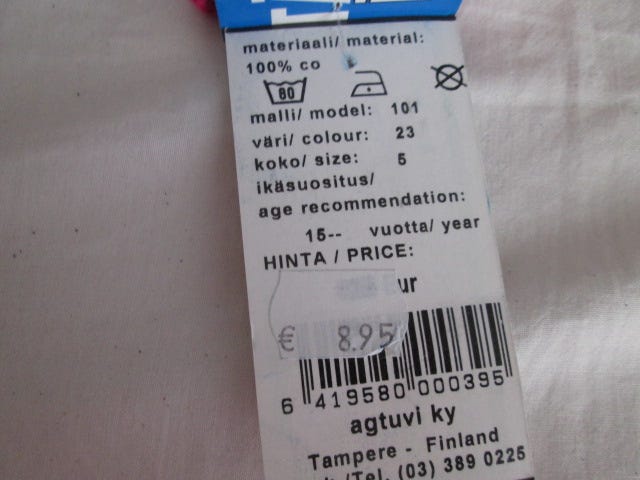 materiaali/ material:
100% co
80
malli/ model: 101
väri/ colour: 23
koko/ size: 5
ikäsuositus/
age recommendation:
15-- vuotta/ year
HINTA / PRICE:
ur
€ 8.95
6 419580 000395
agtuvi ky
Tampere - Finland
/Tel. (03) 389 0225